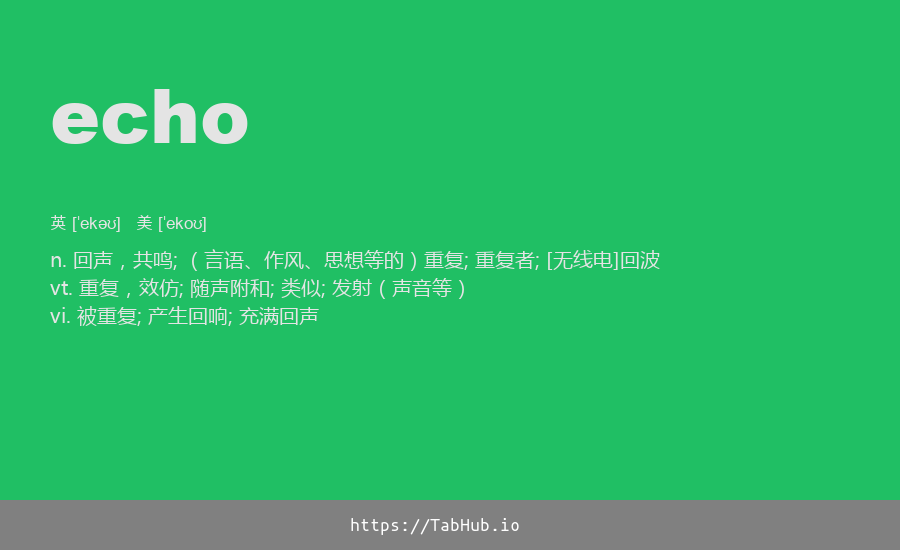 echo
英 ['ekəʊ] 美 ['ekoʊ]
n. 回声，共鸣; （言语、作风、思想等的）重复; 重复者; [无线电]回波
vt. 重复，效仿; 随声附和; 类似; 发射（声音等）
vi. 被重复; 产生回响; 充满回声
https://TabHub.io